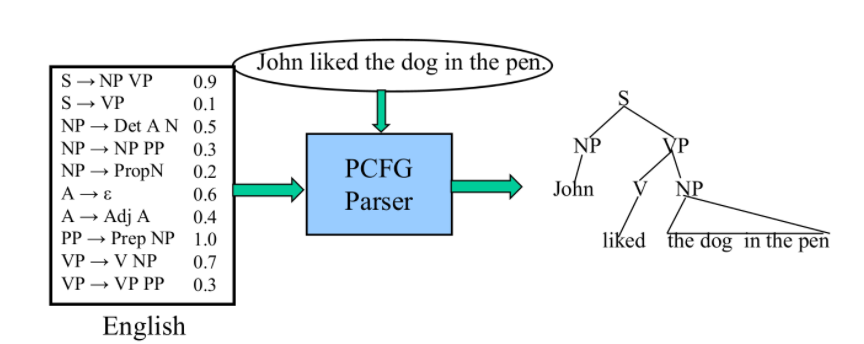 John liked the dog in the pen.
S → NP VP 0.9
S → VP 0.1
NP → Det A N 0.5
NP → NP PP 0.3
NP → PropN 0.2
A → ε 0.6
A → Adj A 0.4
PP → Prep NP 1.0
VP → V NP 0.7
VP → VP PP 0.3
English
PCFG
Parser
S
NP VP
John V NP
liked the dog in the pen